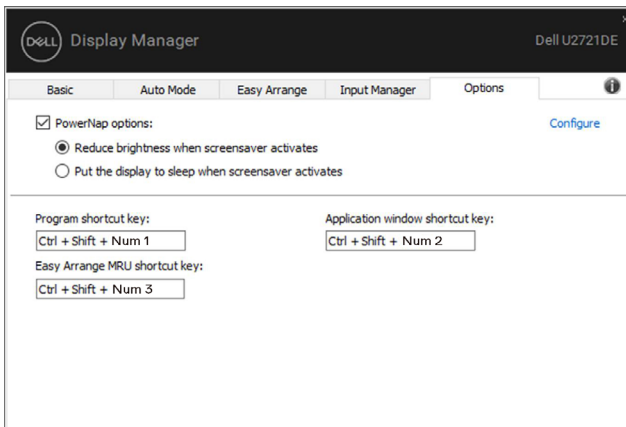 DELL Display Manager
Dell U2721DE
Basic Auto Mode Easy Arrange Input Manager Options
PowerNap options:
Configure
Reduce brightness when screensaver activates
Put the display to sleep when screensaver activates
Program shortcut key:
Application window shortcut key:
Ctrl + Shift + Num 1
Ctrl + Shift + Num 2
Easy Arrange MRU shortcut key:
Ctrl + Shift + Num 3